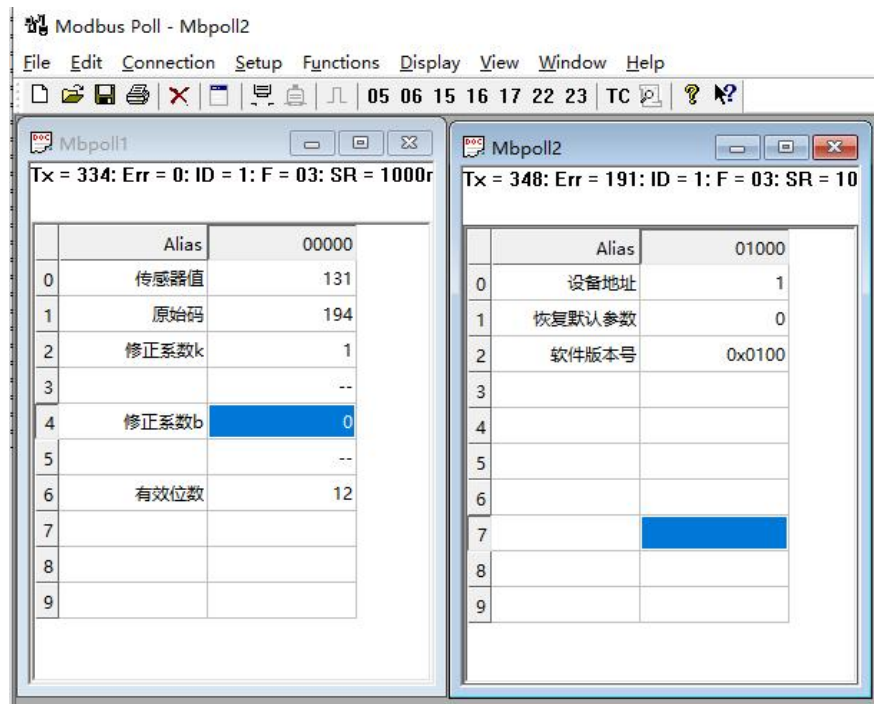 Modbus Poll - Mbpoll2
File Edit Connection Setup Functions Display View Window Help
05 06 15 16 17 22 23 TC
Mbpoll1
Tx = 334: Err = 0: ID = 1: F = 03: SR = 1000r
Alias 00000
0 传感器值 131
1 原始码 194
2 修正系数k 1
3 --
4 修正系数b 0
5 --
6 有效位数 12
7
8
9
Mbpoll2
Tx = 348: Err = 191: ID = 1: F = 03: SR = 10
Alias 01000
0 设备地址 1
1 恢复默认参数 0
2 软件版本号 0x0100
3
4
5
6
7
8
9